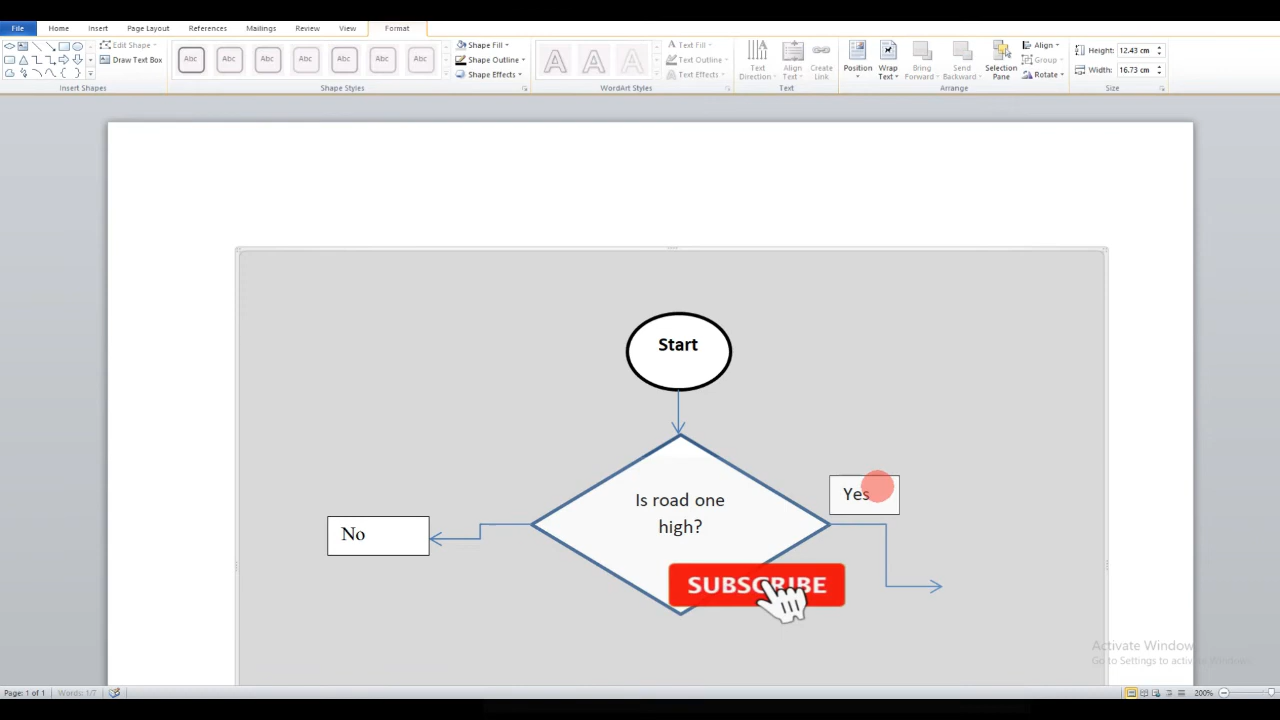 File Home Insert Page Layout References Mailings Review View Format
Edit Shape
Draw Text Box
Insert Shapes
Abc Abc Abc Abc Abc Abc Abc
Shape Fill
Shape Outline
Shape Effects
Shape Styles
A A A
Text Fill
Text Outline
Text Effects
WordArt Styles
Text Direction
Align Text
Create Link
Text
Position
Wrap Text
Bring Forward
Send Backward
Selection Pane
Align
Group
Rotate
Arrange
Height: 12.43 cm
Width: 16.73 cm
Size
Start
Is road one
high?
Yes
No
SUBSCRIBE
Activate Window
Go to Settings to activate Windows
Page: 1 of 1 Words: 1/7 200%